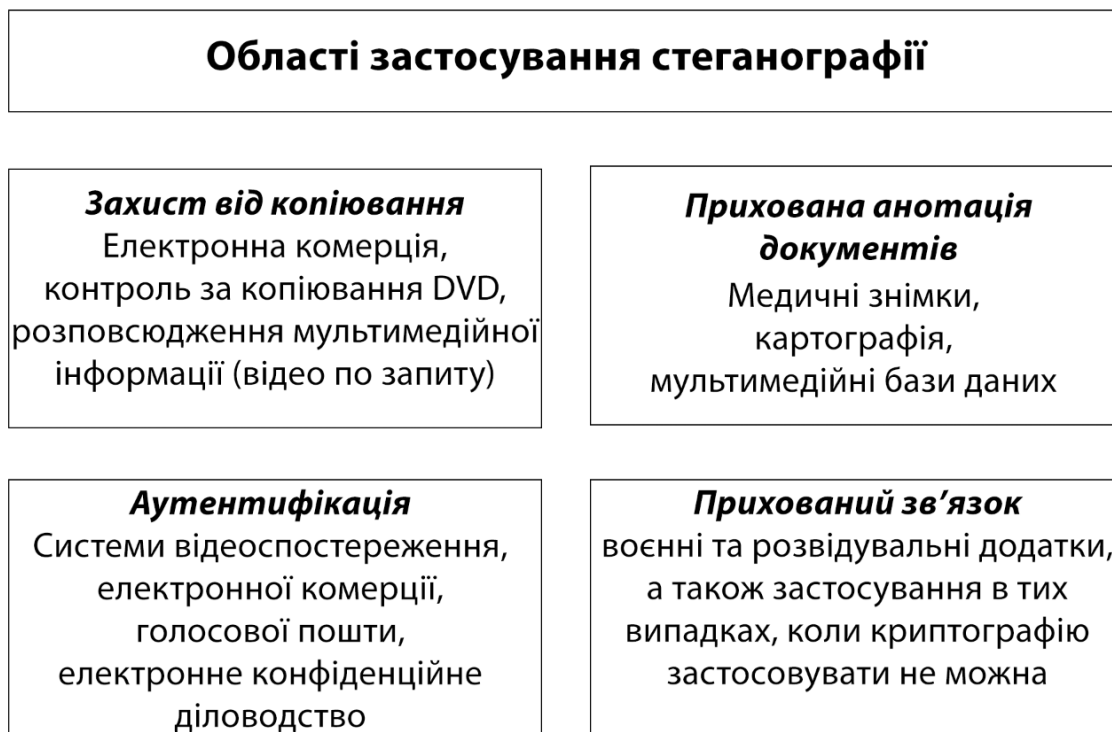 Області застосування стеганографії
Захист від копіювання
Електронна комерція,
контроль за копіювання DVD,
розповсюдження мультимедійної
інформації (відео по запиту)
Прихована анотація
документів
Медичні знімки,
картографія,
мультимедійні бази даних
Аутентифікація
Системи відеоспостереження,
електронної комерції,
голосової пошти,
електронне конфіденційне
діловодство
Прихований зв’язок
воєнні та розвідувальні додатки,
а також застосування в тих
випадках, коли криптографію
застосовувати не можна